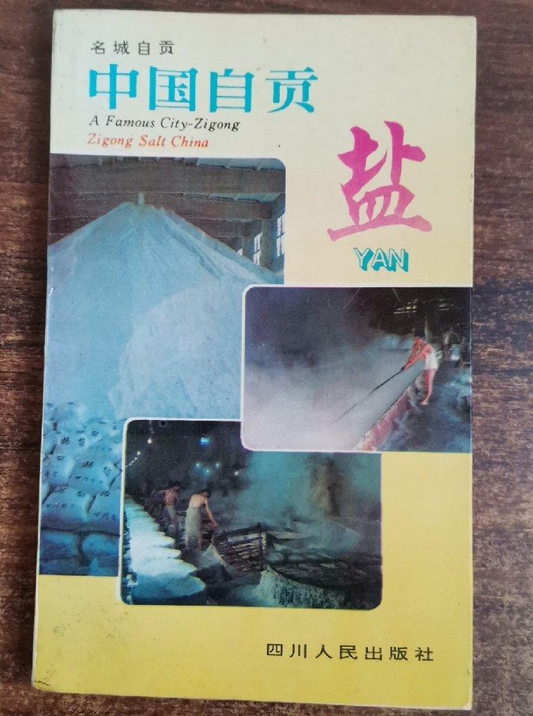 名城自贡
中国自贡
A Famous City-Zigong
Zigong Salt China
盐
YAN
四川人民出版社